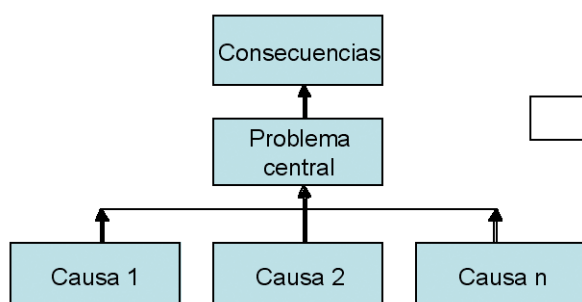 Consecuencias
Problema
central
Causa 1
Causa 2
Causa n